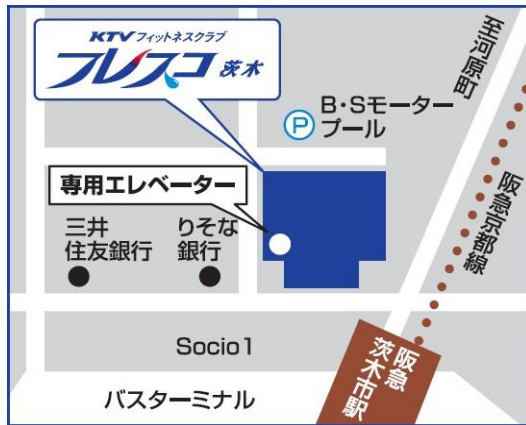 KTVフィットネスクラブ
フレスコ 茨木
至河原町
B・Sモーター
プール
P
専用エレベーター
阪急京都線
三井
住友銀行
りそな
銀行
Socio1
阪急
茨木市駅
バスターミナル